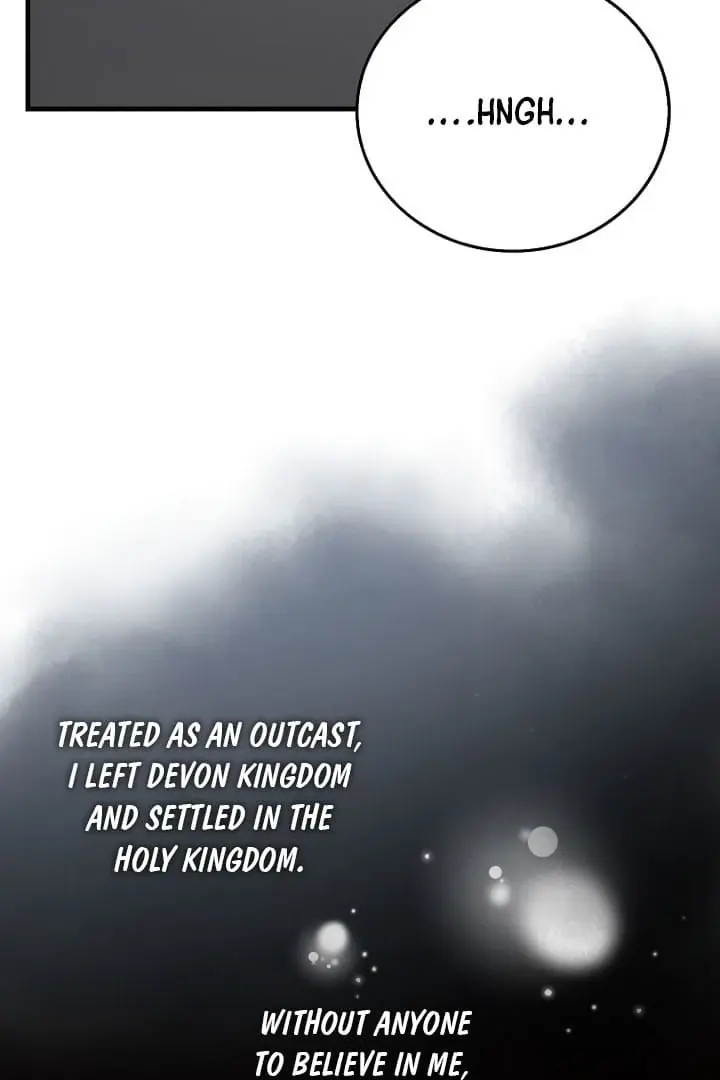 ....HNGH...
TREATED AS AN OUTCAST,
I LEFT DEVON KINGDOM
AND SETTLED IN THE
HOLY KINGDOM.
WITHOUT ANYONE
TO BELIEVE IN ME,